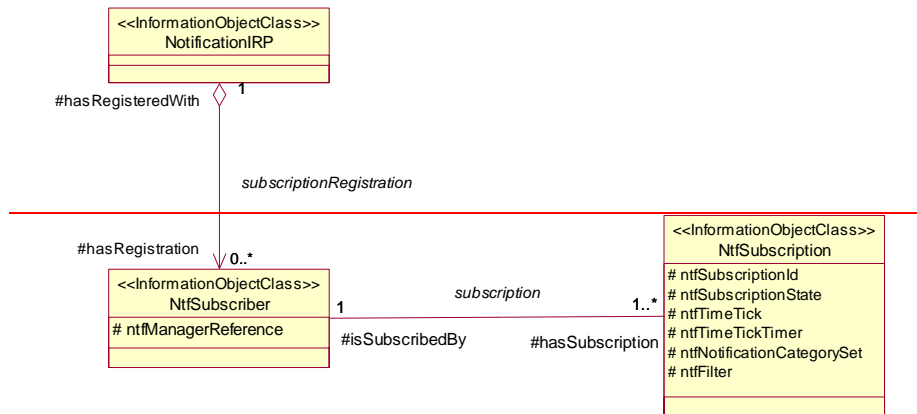 <<InformationObjectClass>>
NotificationIRP
1
#hasRegisteredWith
subscriptionRegistration
#hasRegistration
0..*
<<InformationObjectClass>>
NtfSubscriber
# ntfManagerReference
1
subscription
1..*
#isSubscribedBy
#hasSubscription
<<InformationObjectClass>>
NtfSubscription
# ntfSubscriptionId
# ntfSubscriptionState
# ntfTimeTick
# ntfTimeTickTimer
# ntfNotificationCategorySet
# ntfFilter